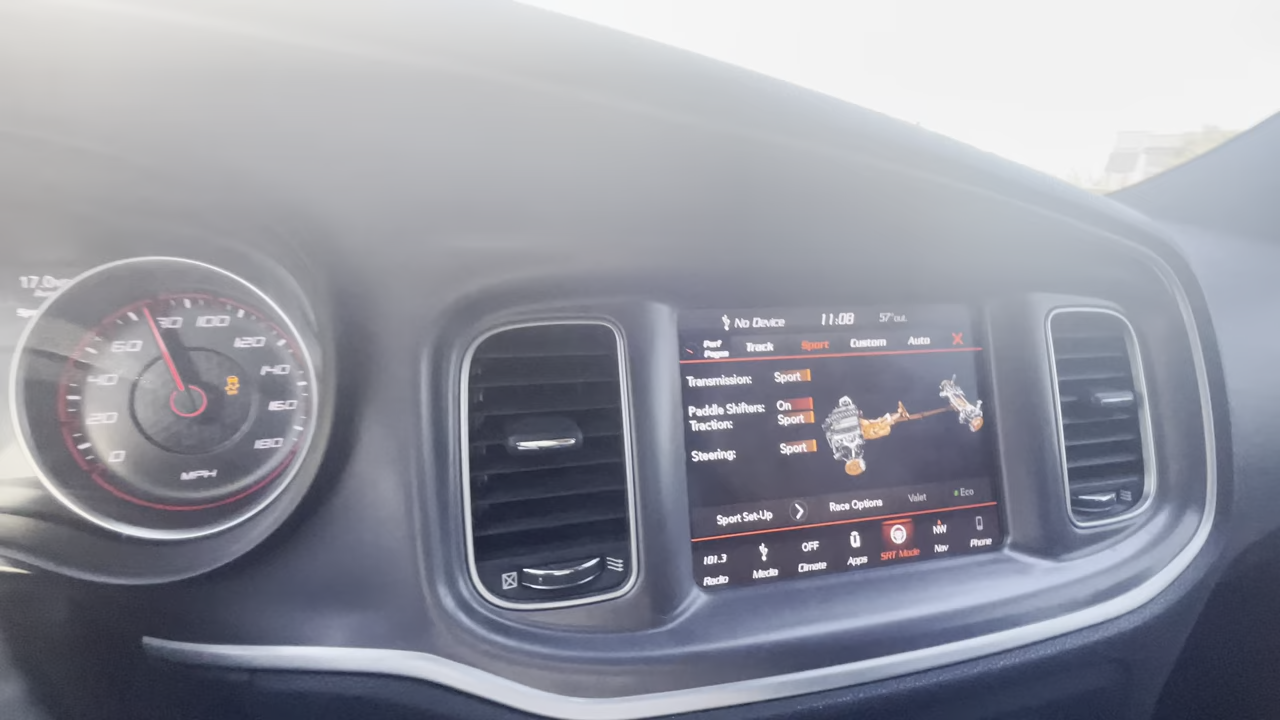 17.0
0
20
40
60
80
100
120
140
160
180
MPH
No Device 11:08 57° out
Perf Pages Track Sport Custom Auto X
Transmission: Sport
Paddle Shifters: On
Traction: Sport
Steering: Sport
Sport Set-Up > Race Options Valet Eco
101.3 OFF NW
Radio Media Climate Apps SRT Mode Nav Phone